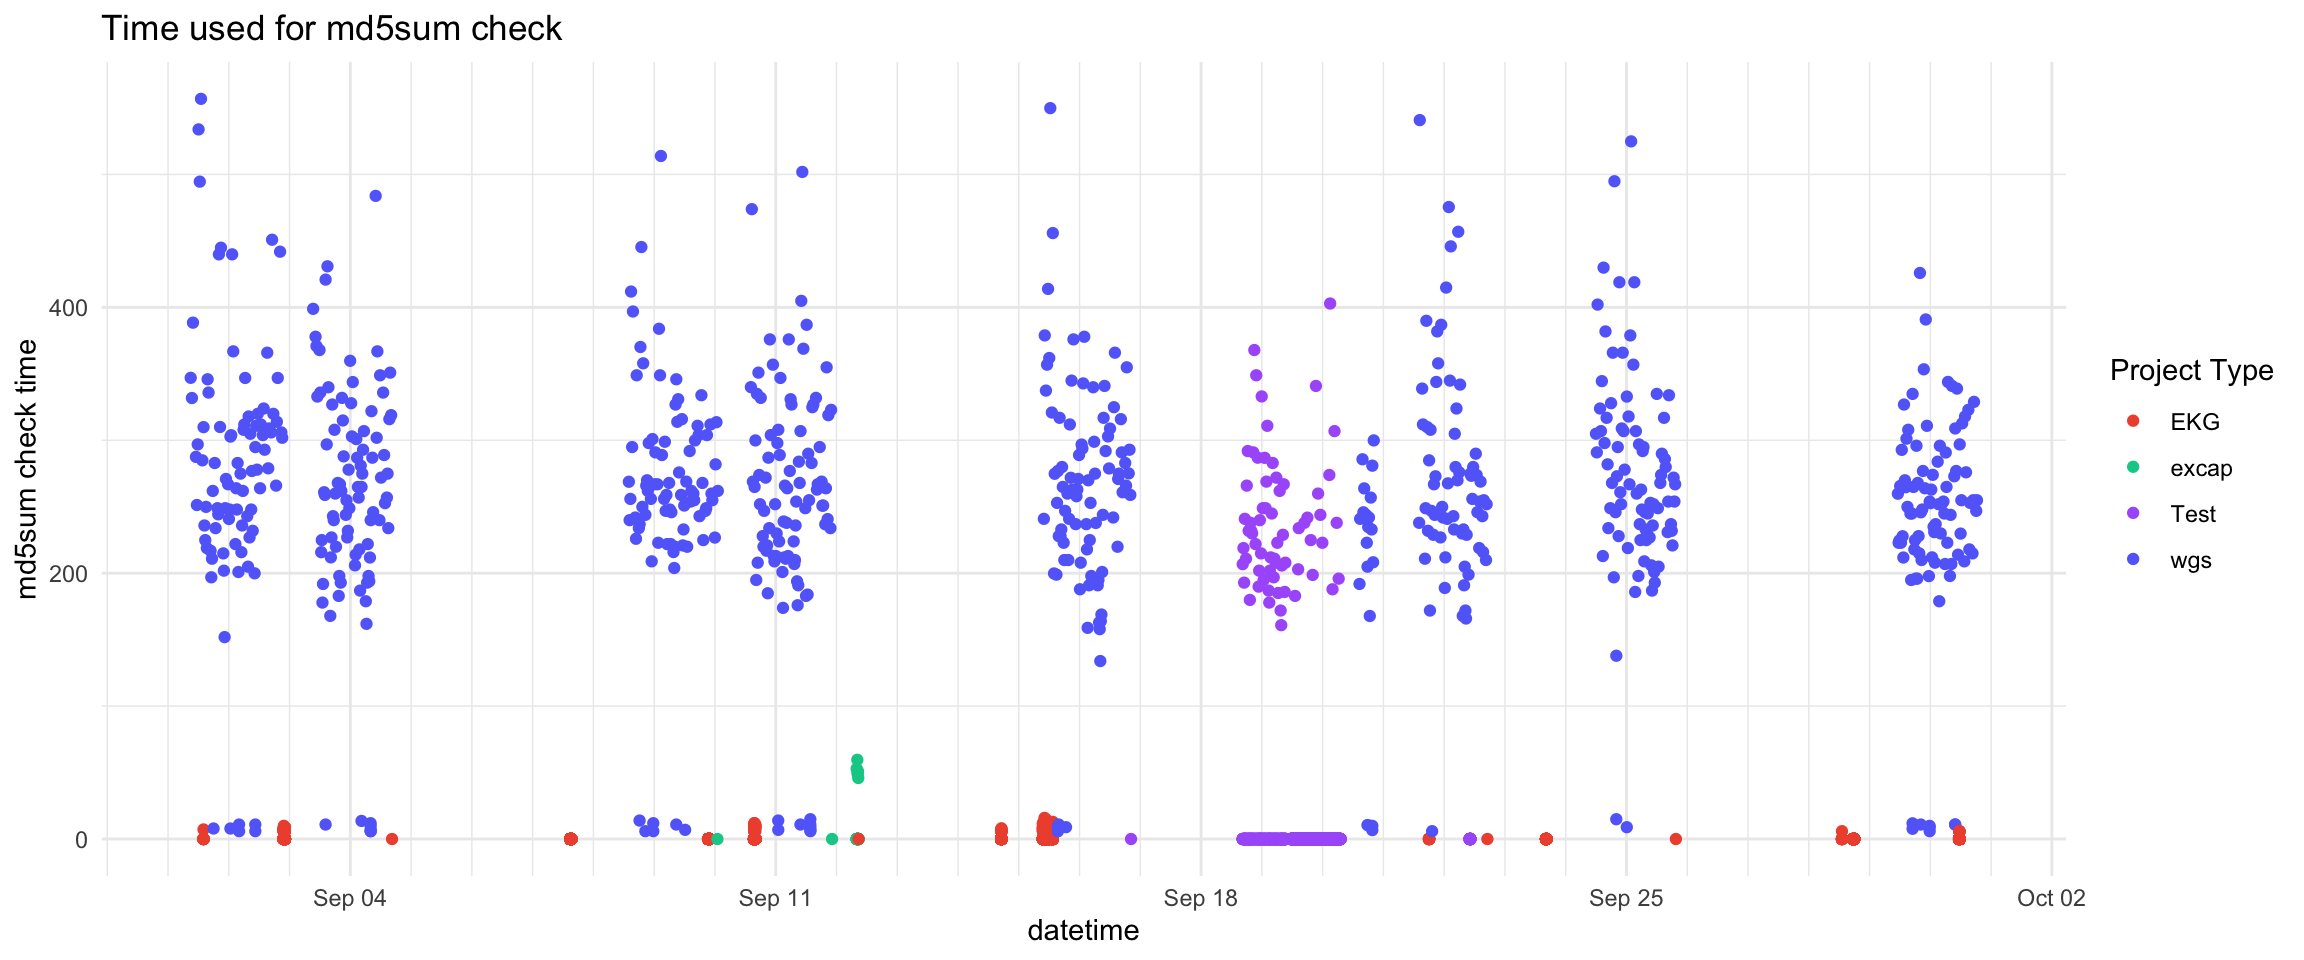 Time used for md5sum check
md5sum check time
400
200
0
Sep 04
Sep 11
Sep 18
Sep 25
Oct 02
datetime
Project Type
EKG
excap
Test
wgs